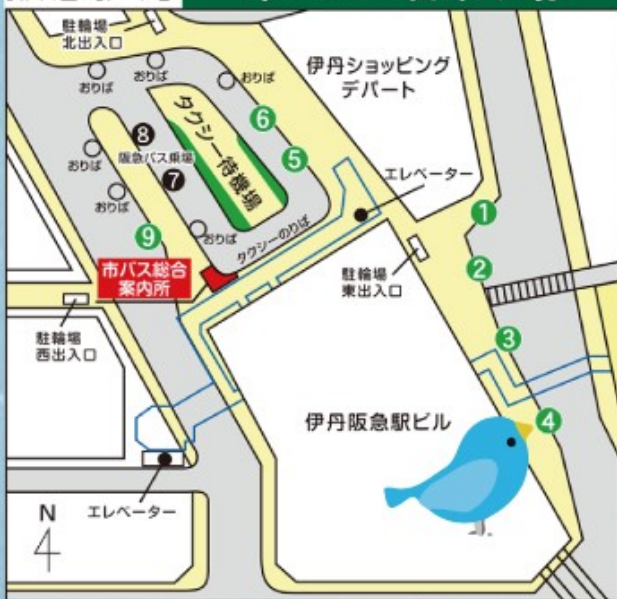 駐輪場
北出入口
伊丹ショッピング
デパート
おりば
おりば
おりば
⑥
タクシー待機場
❽
阪急バス乗場
❼
⑤
エレベーター
おりば
おりば
①
⑨
おりば
タクシーのりば
②
市バス総合
案内所
駐輪場
東出入口
駐輪場
西出入口
③
伊丹阪急駅ビル
④
N
エレベーター